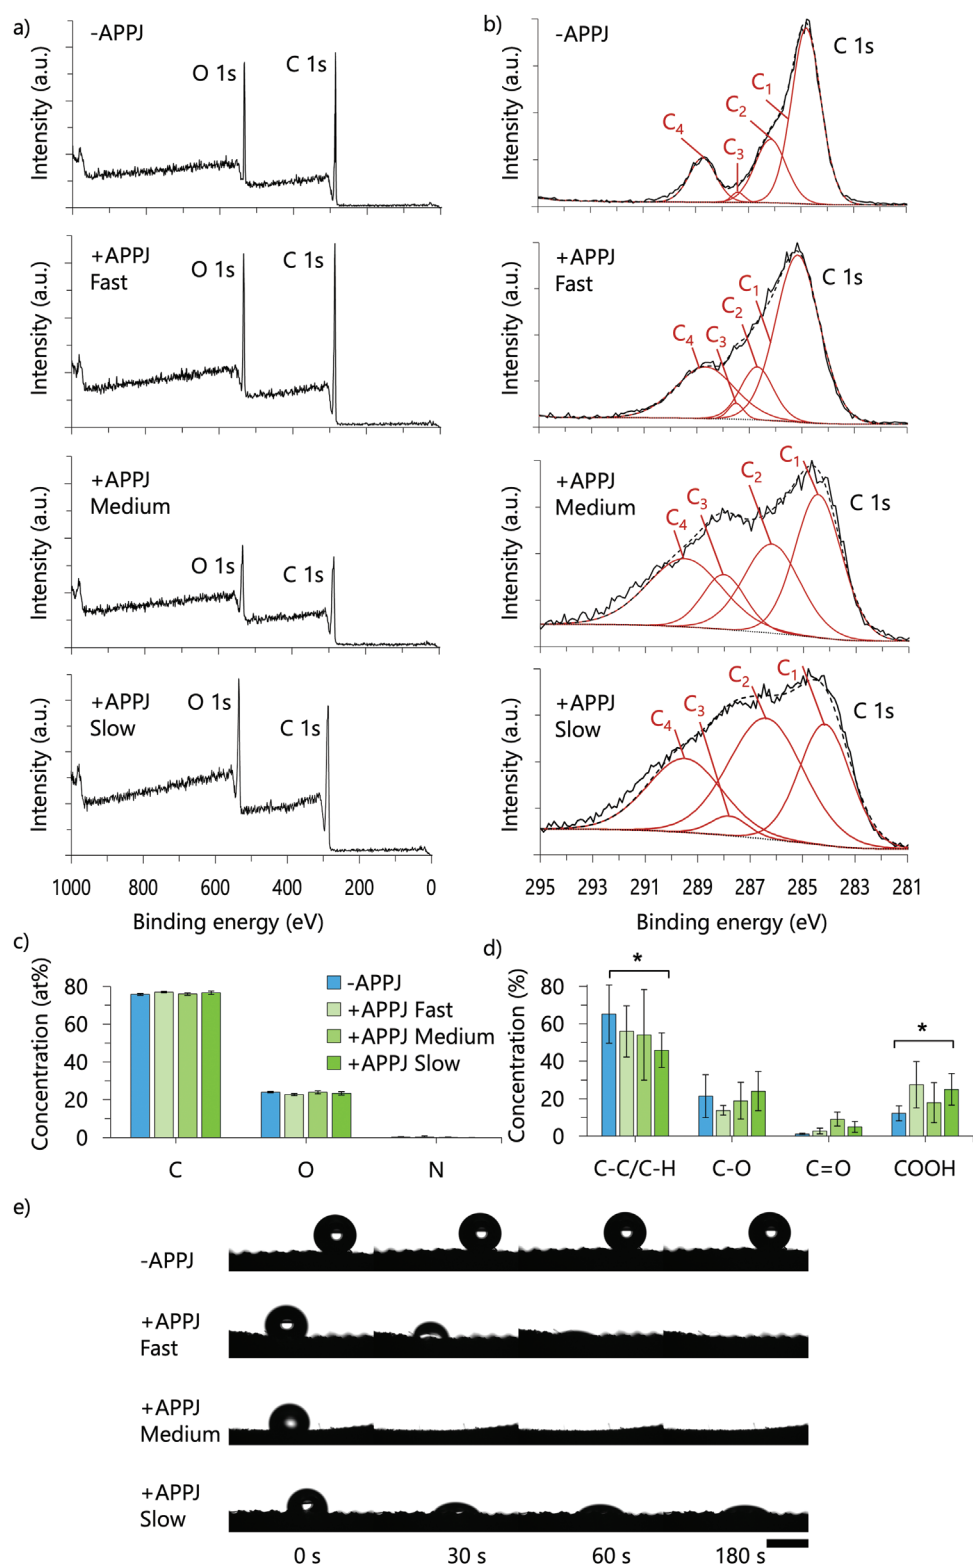 a)
-APPJ
O 1s
C 1s
Intensity (a.u.)
+APPJ
Fast
O 1s
C 1s
Intensity (a.u.)
+APPJ
Medium
O 1s
C 1s
Intensity (a.u.)
+APPJ
Slow
O 1s
C 1s
Intensity (a.u.)
1000 800 600 400 200 0
Binding energy (eV)
b)
-APPJ
C 1s
C1
C2
C3
C4
Intensity (a.u.)
+APPJ
Fast
C 1s
C1
C2
C3
C4
Intensity (a.u.)
+APPJ
Medium
C 1s
C1
C2
C3
C4
Intensity (a.u.)
+APPJ
Slow
C 1s
C1
C2
C3
C4
Intensity (a.u.)
295 293 291 289 287 285 283 281
Binding energy (eV)
c)
Concentration (at%)
80
60
40
20
0
-APPJ
+APPJ Fast
+APPJ Medium
+APPJ Slow
C O N
d)
Concentration (%)
80
60
40
20
0
*
*
C-C/C-H C-O C=O COOH
e)
-APPJ
+APPJ
Fast
+APPJ
Medium
+APPJ
Slow
0 s 30 s 60 s 180 s